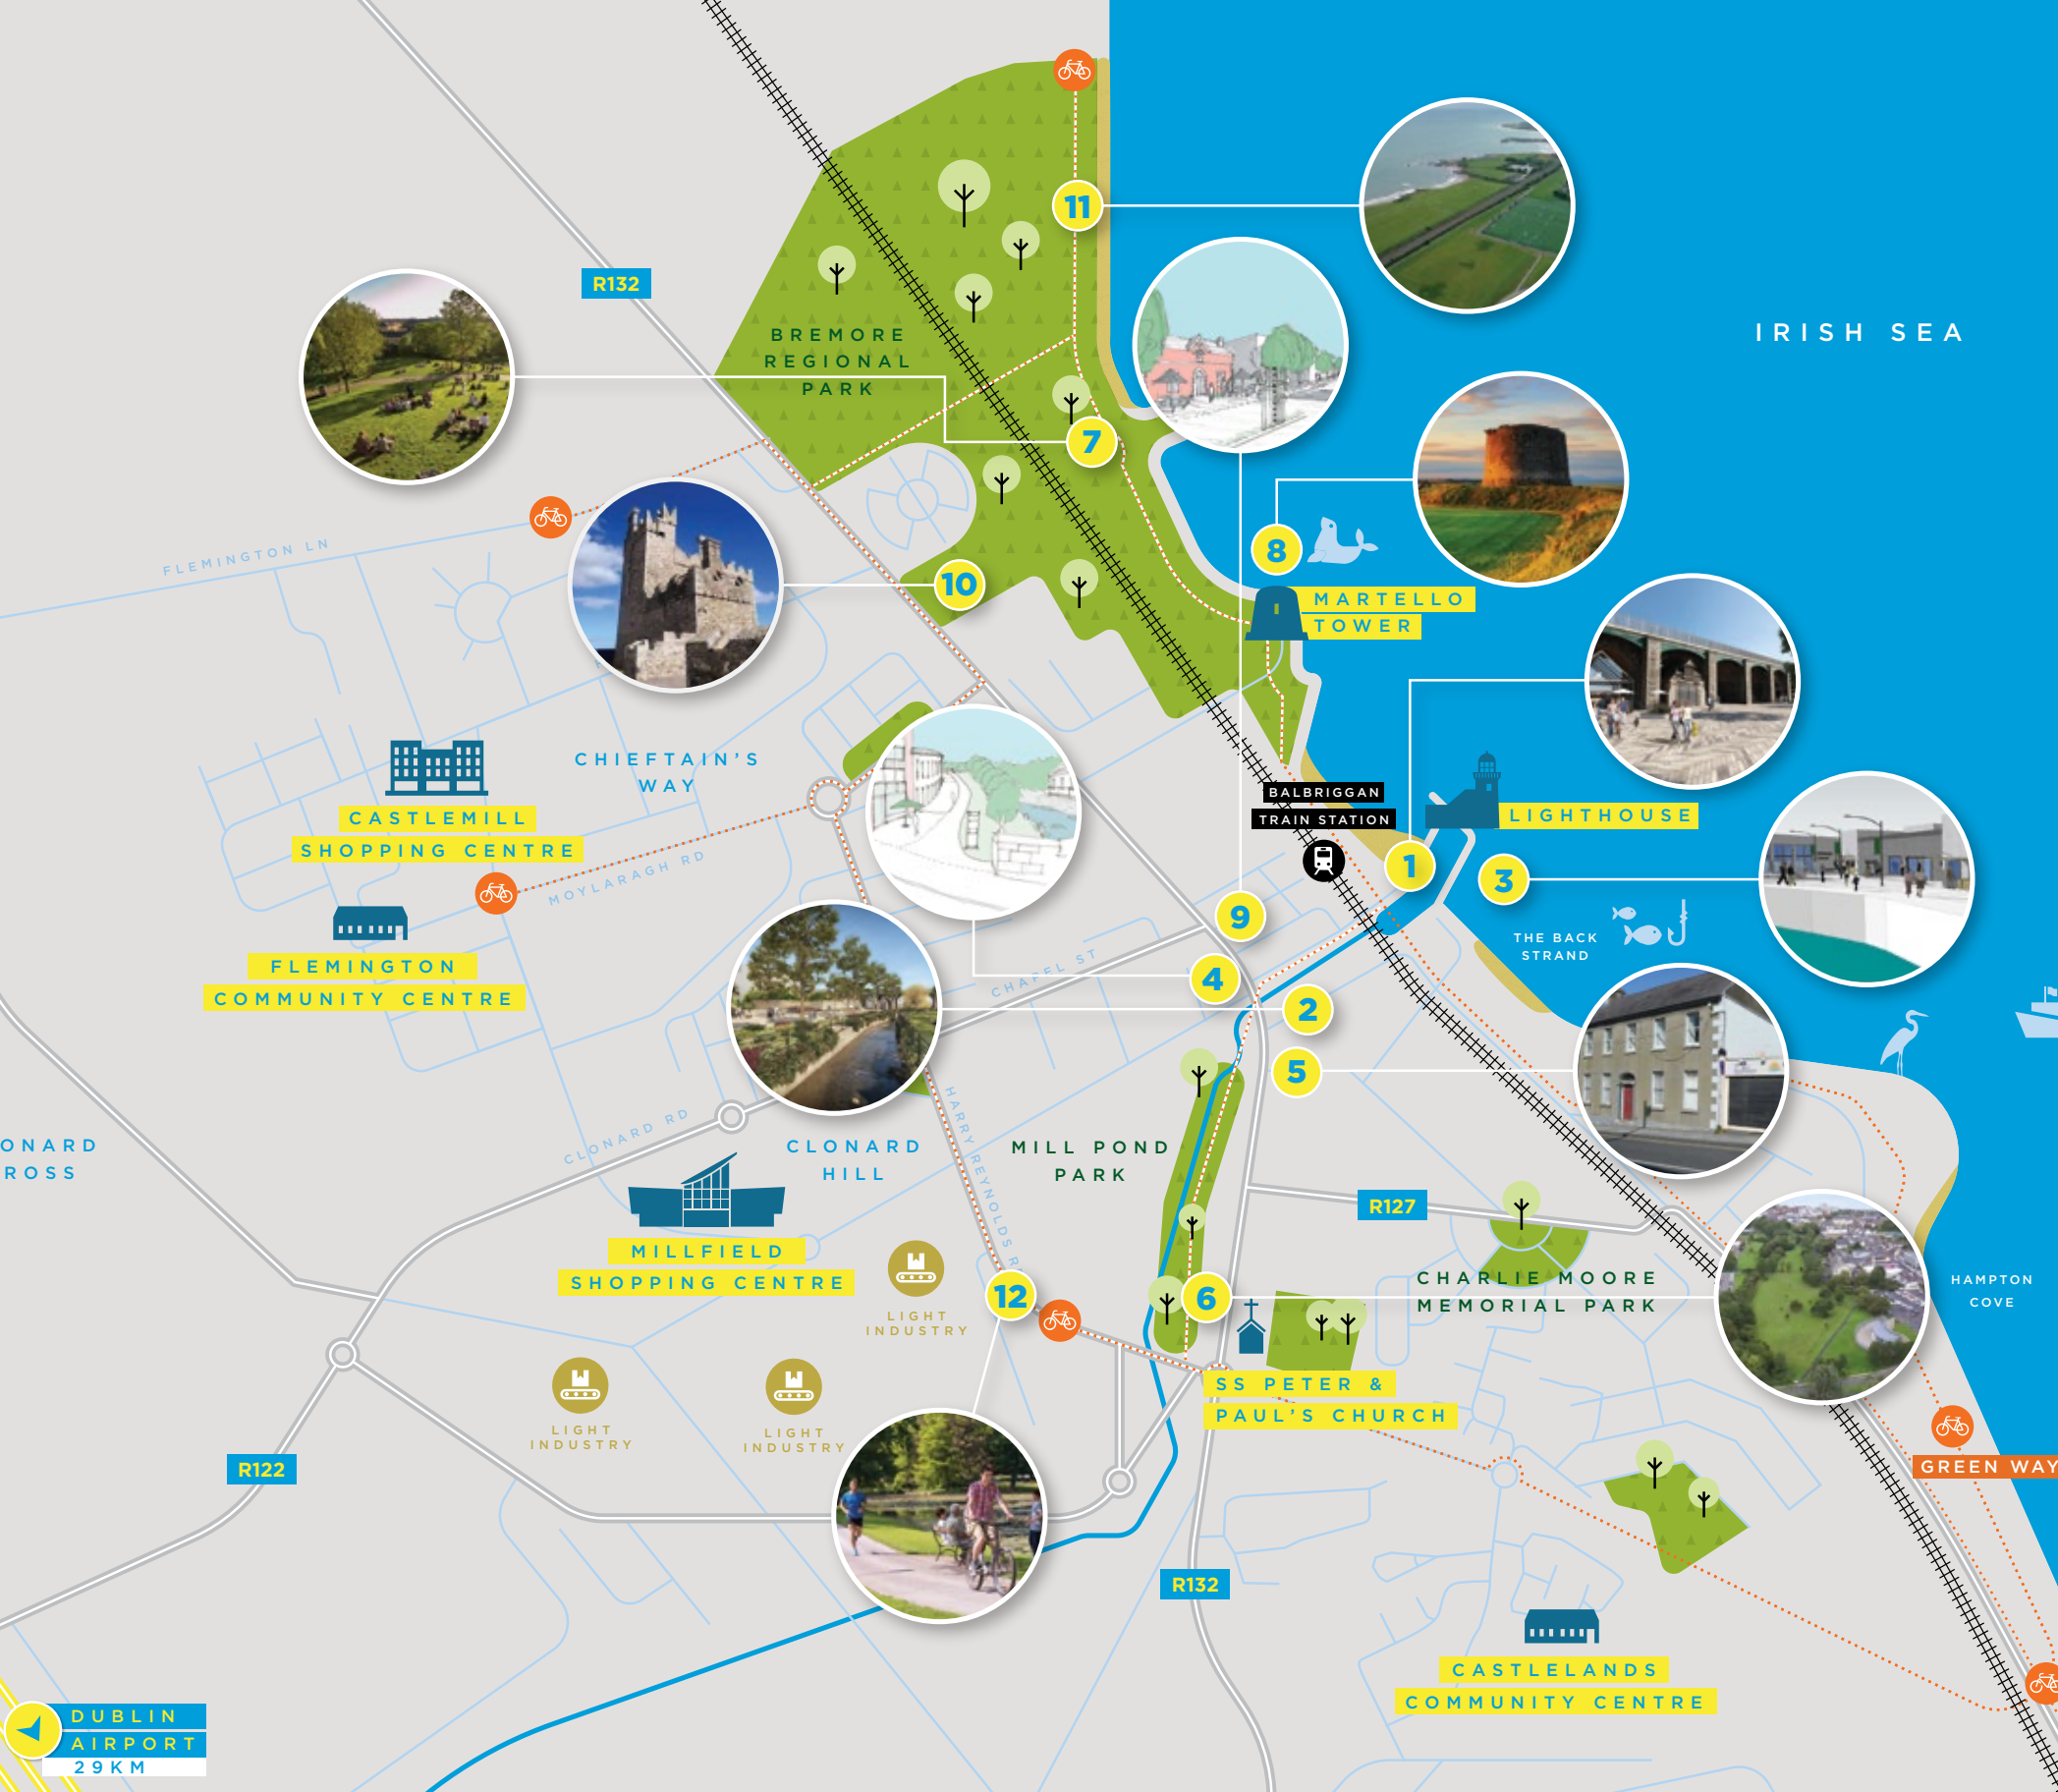 11
R132
IRISH SEA
BREMORE
REGIONAL
PARK
7
8
FLEMINGTON LN
10
MARTELLO
TOWER
CHIEFTAIN'S
WAY
BALBRIGGAN
TRAIN STATION
LIGHTHOUSE
CASTLEMILL
SHOPPING CENTRE
MOYLARAGH RD
1
3
9
FLEMINGTON
COMMUNITY CENTRE
THE BACK
STRAND
CHAPEL ST
4
2
5
ONARD
ROSS
CLONARD RD
CLONARD
HILL
HARRY REYNOLDS R
MILL POND
PARK
R127
MILLFIELD
SHOPPING CENTRE
CHARLIE MOORE
MEMORIAL PARK
HAMPTON
COVE
12
6
LIGHT
INDUSTRY
SS PETER &
PAUL'S CHURCH
LIGHT
INDUSTRY
LIGHT
INDUSTRY
R122
GREEN WAY
R132
CASTLELANDS
COMMUNITY CENTRE
DUBLIN
AIRPORT
29KM